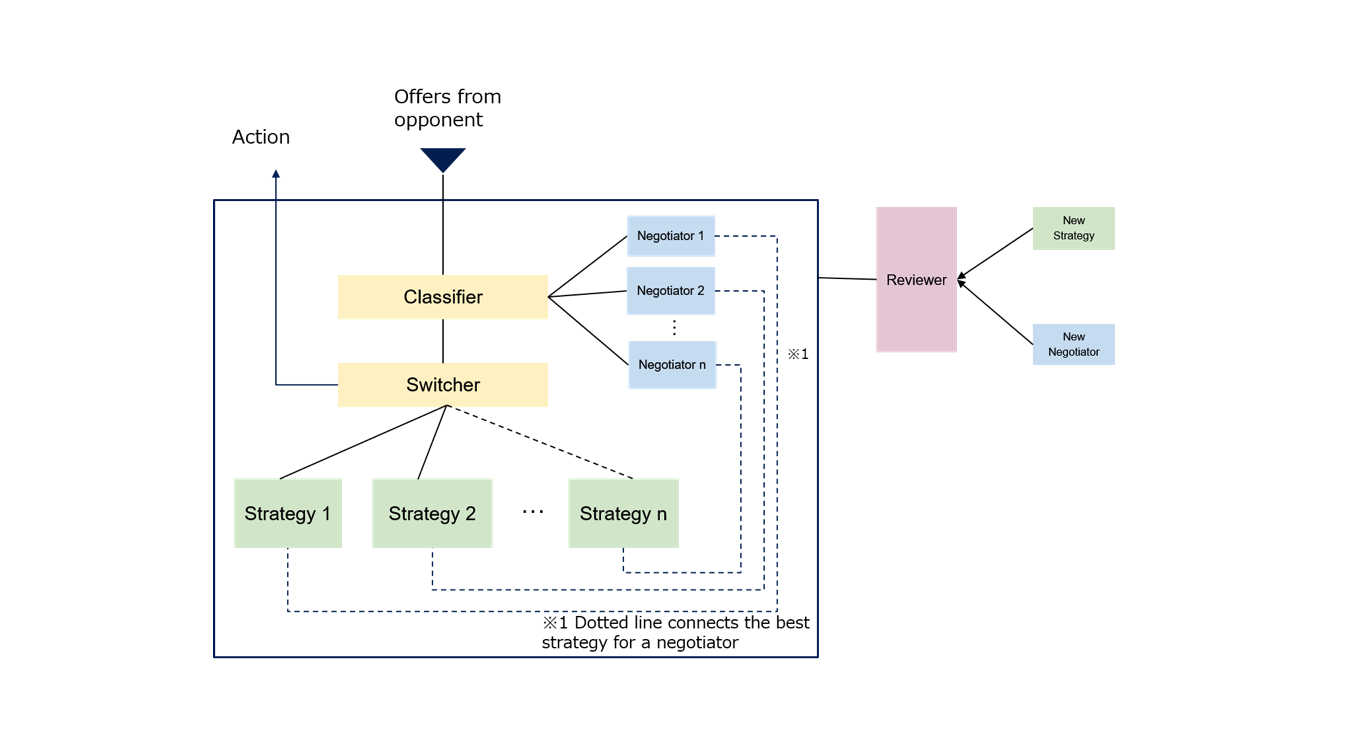 Offers from
opponent
Action
Negotiator 1
New
Strategy
Reviewer
Classifier
Negotiator 2
⋮
New
Negotiator
※1
Negotiator n
Switcher
Strategy 1
Strategy 2
…
Strategy n
※1 Dotted line connects the best
strategy for a negotiator